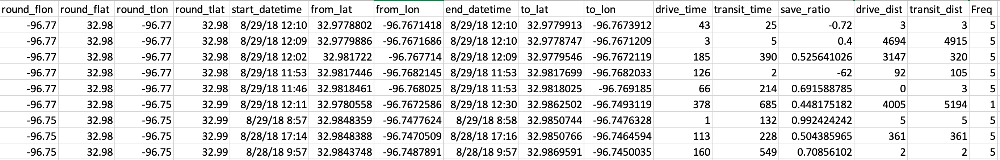 round_flon round_flat round_tlon round_tlat start_datetime from_lat from_lon end_datetime to_lat to_lon drive_time transit_time save_ratio drive_dist transit_dist Freq
-96.77 32.98 -96.77 32.98 8/29/18 12:10 32.9778802 -96.7671418 8/29/18 12:10 32.9779913 -96.7673912 43 25 -0.72 3 3 5
-96.77 32.98 -96.77 32.98 8/29/18 12:09 32.9779886 -96.7671686 8/29/18 12:10 32.9778747 -96.7671209 3 5 0.4 4694 4915 5
-96.77 32.98 -96.77 32.98 8/29/18 12:02 32.981722 -96.767714 8/29/18 12:09 32.9779546 -96.7672119 185 390 0.525641026 3147 320 5
-96.77 32.98 -96.77 32.98 8/29/18 11:53 32.9817446 -96.7682145 8/29/18 11:53 32.9817699 -96.7682033 126 2 -62 92 105 5
-96.77 32.98 -96.77 32.98 8/29/18 11:46 32.9818461 -96.768025 8/29/18 11:53 32.9818025 -96.769185 66 214 0.691588785 0 3 5
-96.77 32.98 -96.75 32.99 8/29/18 12:11 32.9780558 -96.7672586 8/29/18 12:30 32.9862502 -96.7493119 378 685 0.448175182 4005 5194 1
-96.75 32.98 -96.75 32.99 8/29/18 8:57 32.9848359 -96.7477624 8/29/18 8:58 32.9850744 -96.7476328 1 132 0.992424242 5 5 5
-96.75 32.98 -96.75 32.99 8/28/18 17:14 32.9848388 -96.7470509 8/28/18 17:16 32.9850766 -96.7464594 113 228 0.504385965 361 361 5
-96.75 32.98 -96.75 32.99 8/28/18 9:57 32.9843748 -96.7487891 8/28/18 9:57 32.9869591 -96.7450035 160 549 0.70856102 2 2 5